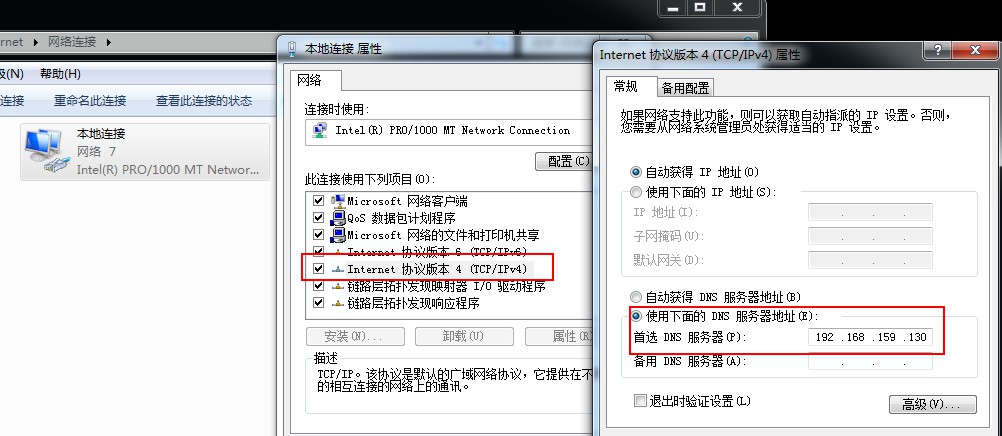 网络连接
帮助(H)
重命名此连接
查看此连接的状态
本地连接
网络 7
Intel(R) PRO/1000 MT Networ...
本地连接 属性
网络
连接时使用:
Intel(R) PRO/1000 MT Network Connection
配置(C)
此连接使用下列项目(O):
Microsoft 网络客户端
QoS 数据包计划程序
Microsoft 网络的文件和打印机共享
Internet 协议版本 6 (TCP/IPv6)
Internet 协议版本 4 (TCP/IPv4)
链路层拓扑发现映射器 I/O 驱动程序
链路层拓扑发现响应程序
安装(N)...
卸载(U)
属性(R)
描述
TCP/IP。该协议是默认的广域网络协议，它提供在不
的相互连接的网络上的通讯。
Internet 协议版本 4 (TCP/IPv4) 属性
常规
备用配置
如果网络支持此功能，则可以获取自动指派的 IP 设置。否则，
您需要从网络系统管理员处获得适当的 IP 设置。
自动获得 IP 地址(O)
使用下面的 IP 地址(S):
IP 地址(I):
子网掩码(U):
默认网关(D):
自动获得 DNS 服务器地址(B)
使用下面的 DNS 服务器地址(E):
首选 DNS 服务器(P): 192 .168 .159 .130
备用 DNS 服务器(A):
退出时验证设置(L)
高级(V)...